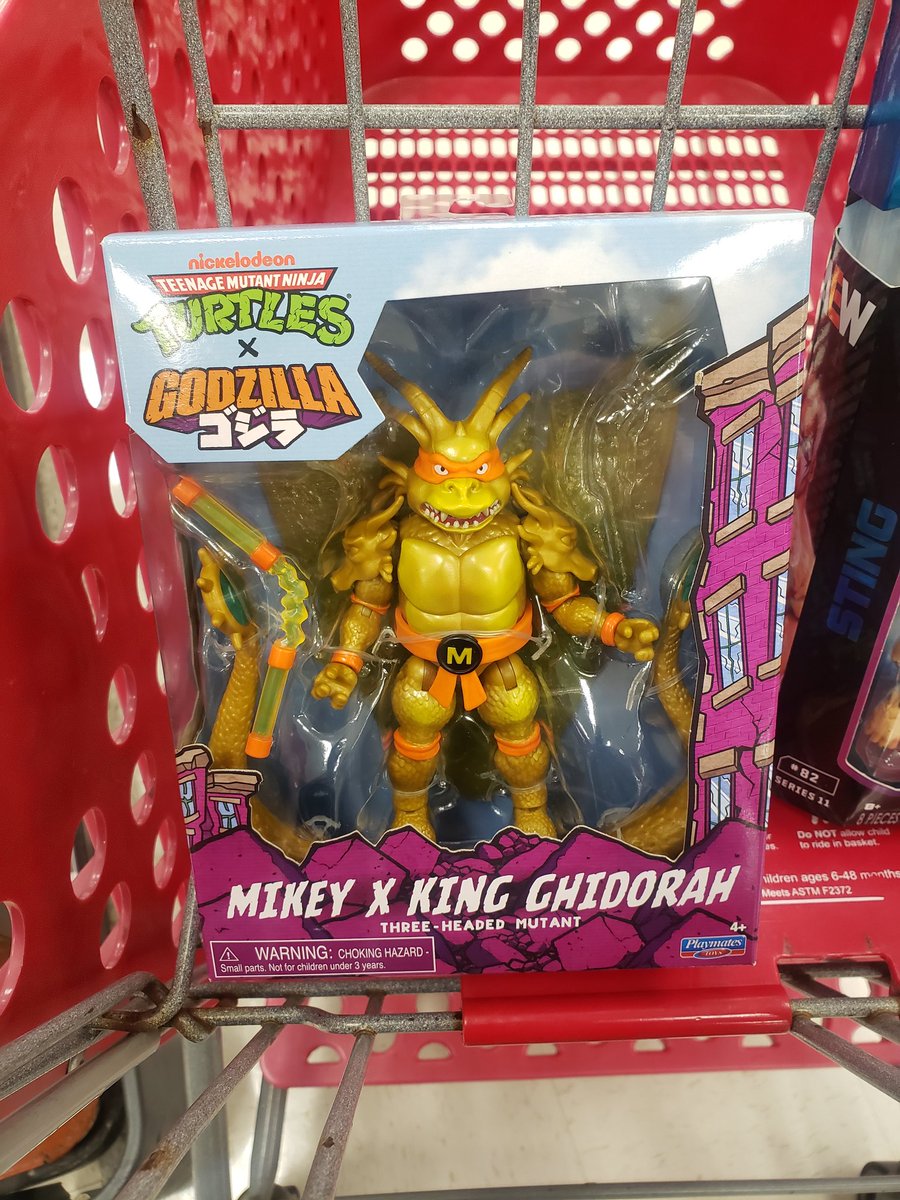 nickelodeon
TEENAGE MUTANT NINJA
TURTLES
X
GODZILLA
ゴジラ
M
MIKEY X KING GHIDORAH
THREE-HEADED MUTANT
4+
WARNING: CHOKING HAZARD -
Small parts. Not for children under 3 years.
Playmates
TOYS
EW
STING
#82
SERIES 11
8+
8 PIECES
Do NOT allow child
to ride in basket.
children ages 6-48 months
Meets ASTM F2372